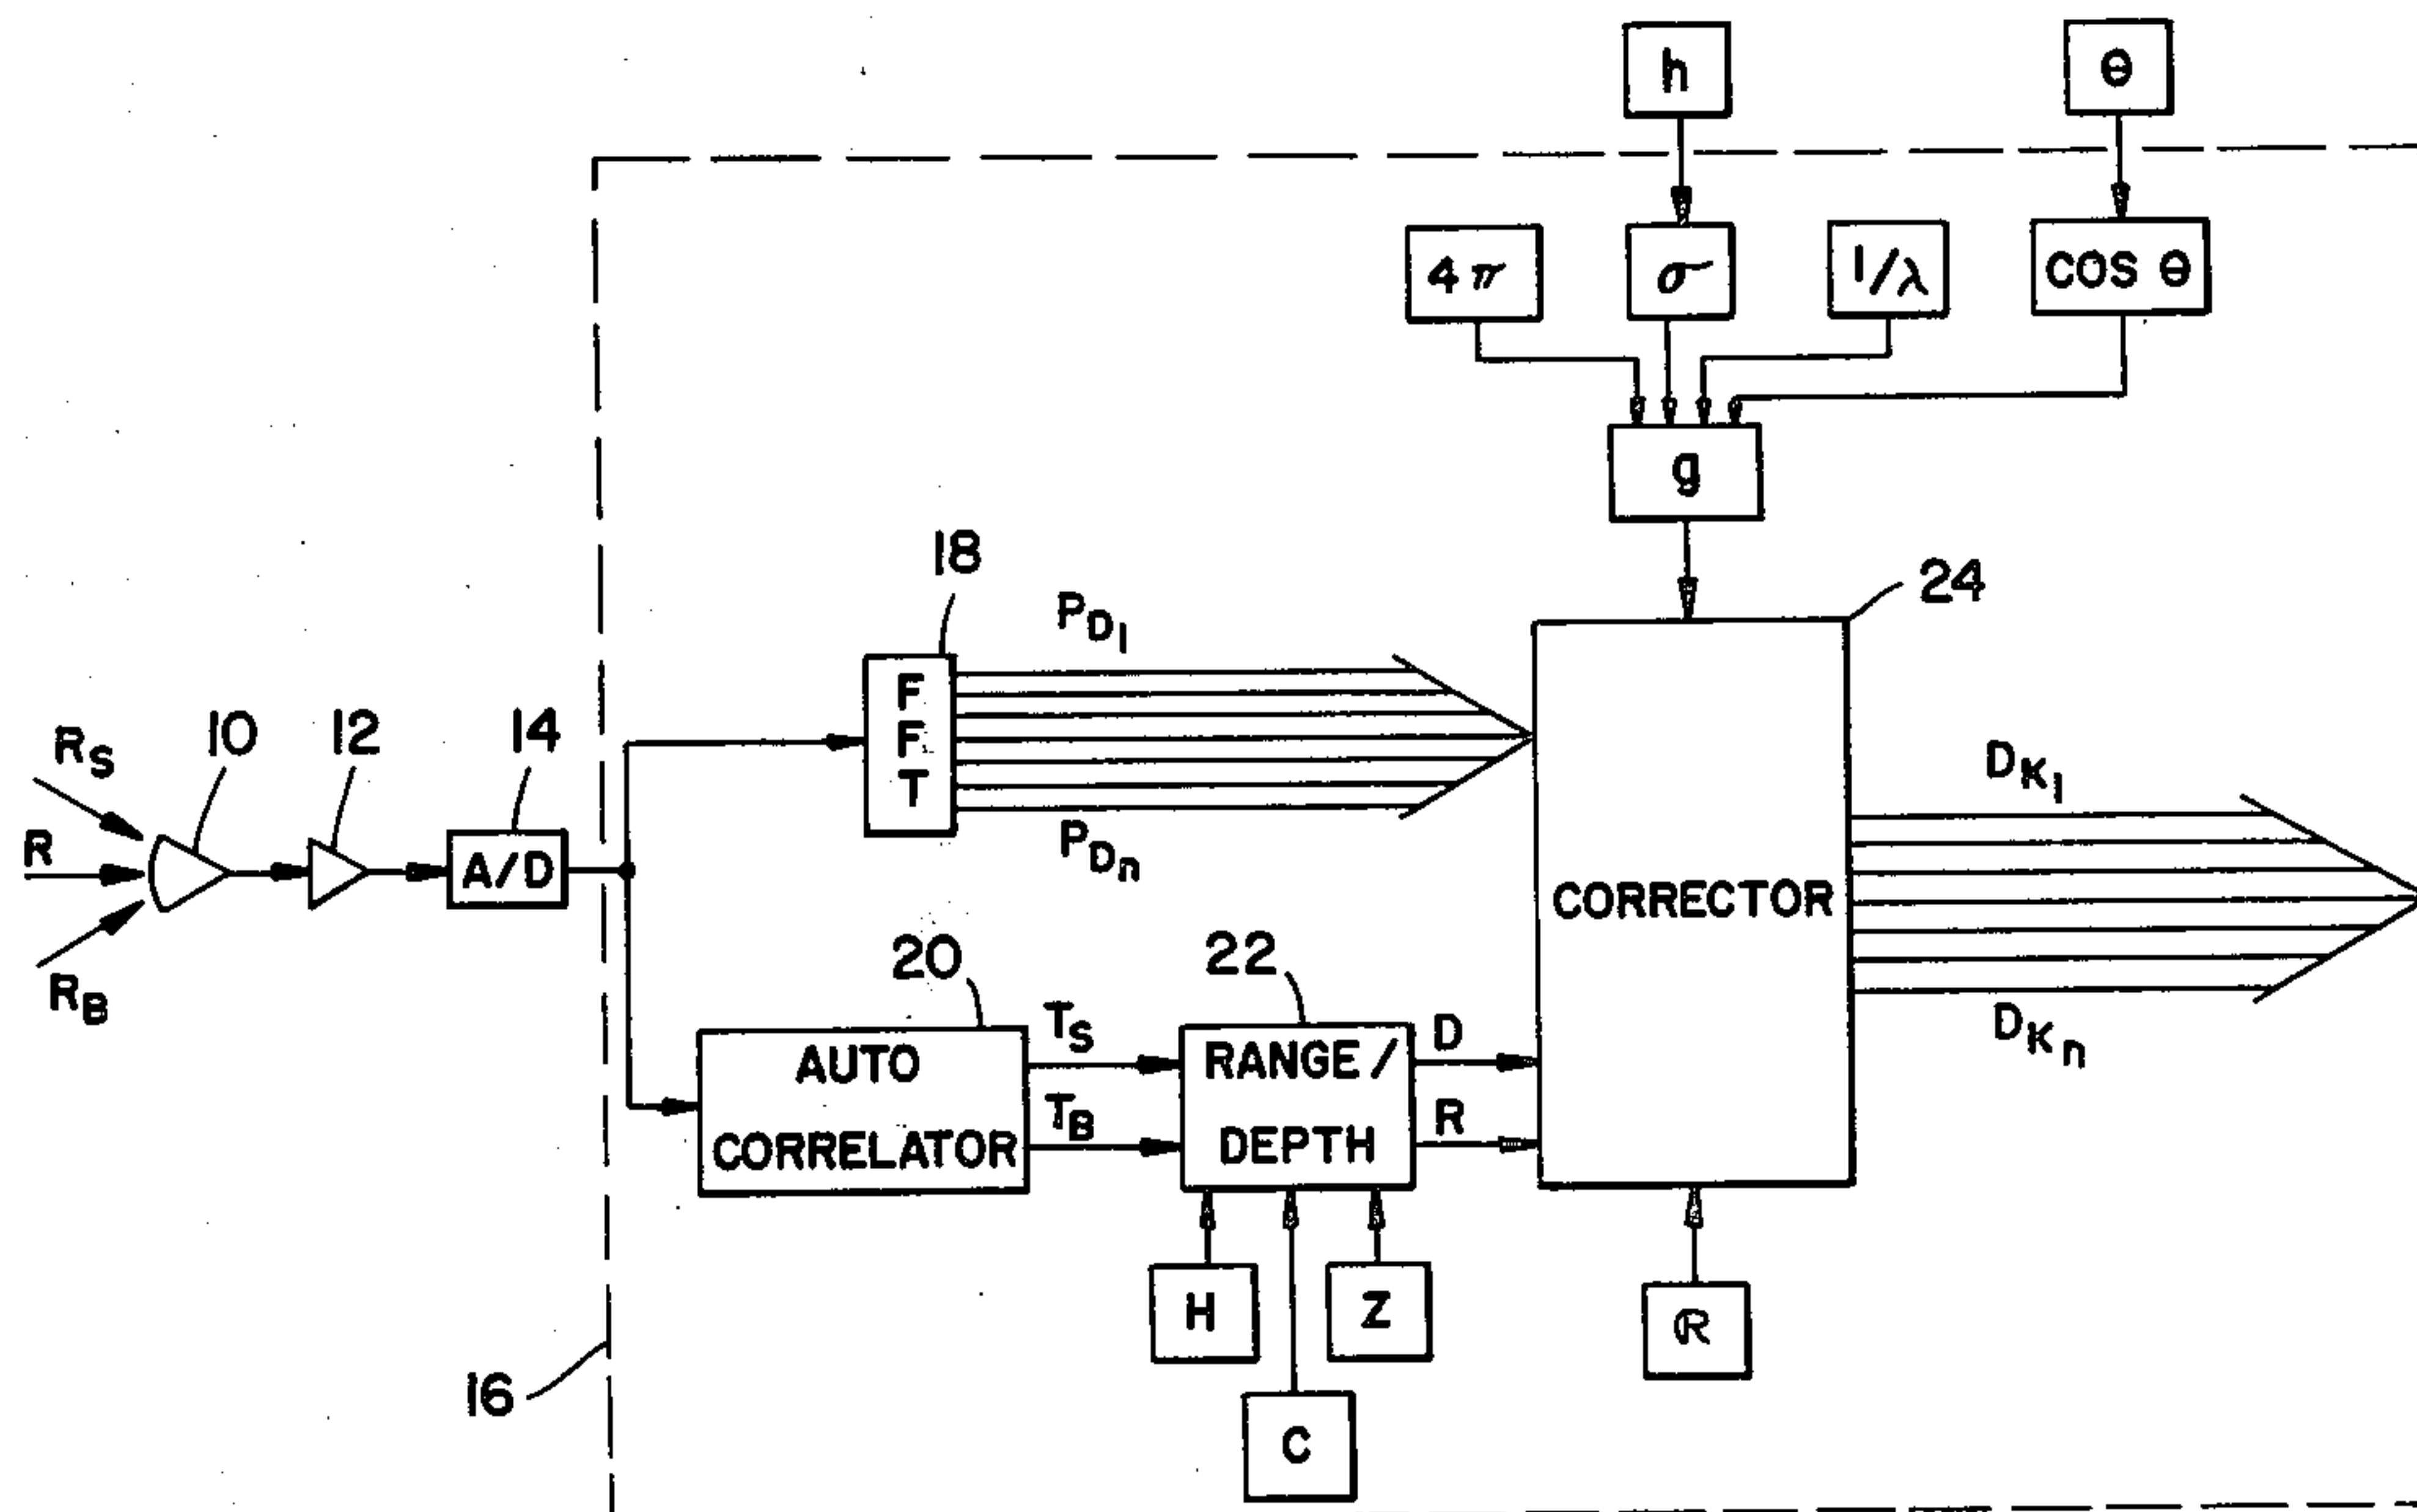 h
θ
4π
σ
1/λ
COS θ
g
18
24
P_D1
F
F
T
P_Dn
R_S
10
12
14
R
A/D
R_B
D_K1
CORRECTOR
D_Kn
20
22
T_S
D
AUTO
RANGE/
T_B
R
CORRELATOR
DEPTH
H
Z
ℝ
16
C